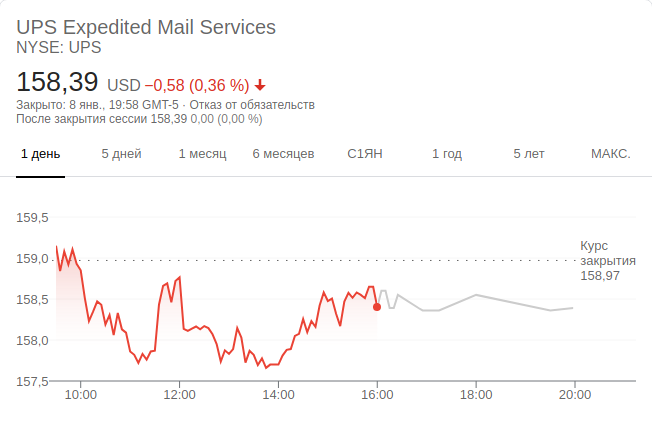 UPS Expedited Mail Services
NYSE: UPS
158,39 USD −0,58 (0,36 %)
Закрыто: 8 янв., 19:58 GMT-5 · Отказ от обязательств
После закрытия сессии 158,39 0,00 (0,00 %)
1 день 5 дней 1 месяц 6 месяцев С1ЯН 1 год 5 лет МАКС.
159,5
159,0
158,5
158,0
157,5
Курс
закрытия
158,97
10:00 12:00 14:00 16:00 18:00 20:00